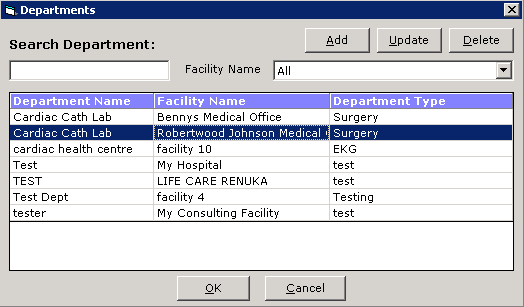 Departments
Search Department:
Add Update Delete
Facility Name All
Department Name Facility Name Department Type
Cardiac Cath Lab Bennys Medical Office Surgery
Cardiac Cath Lab Robertwood Johnson Medical Surgery
cardiac health centre facility 10 EKG
Test My Hospital test
TEST LIFE CARE RENUKA test
Test Dept facility 4 Testing
tester My Consulting Facility test
OK Cancel